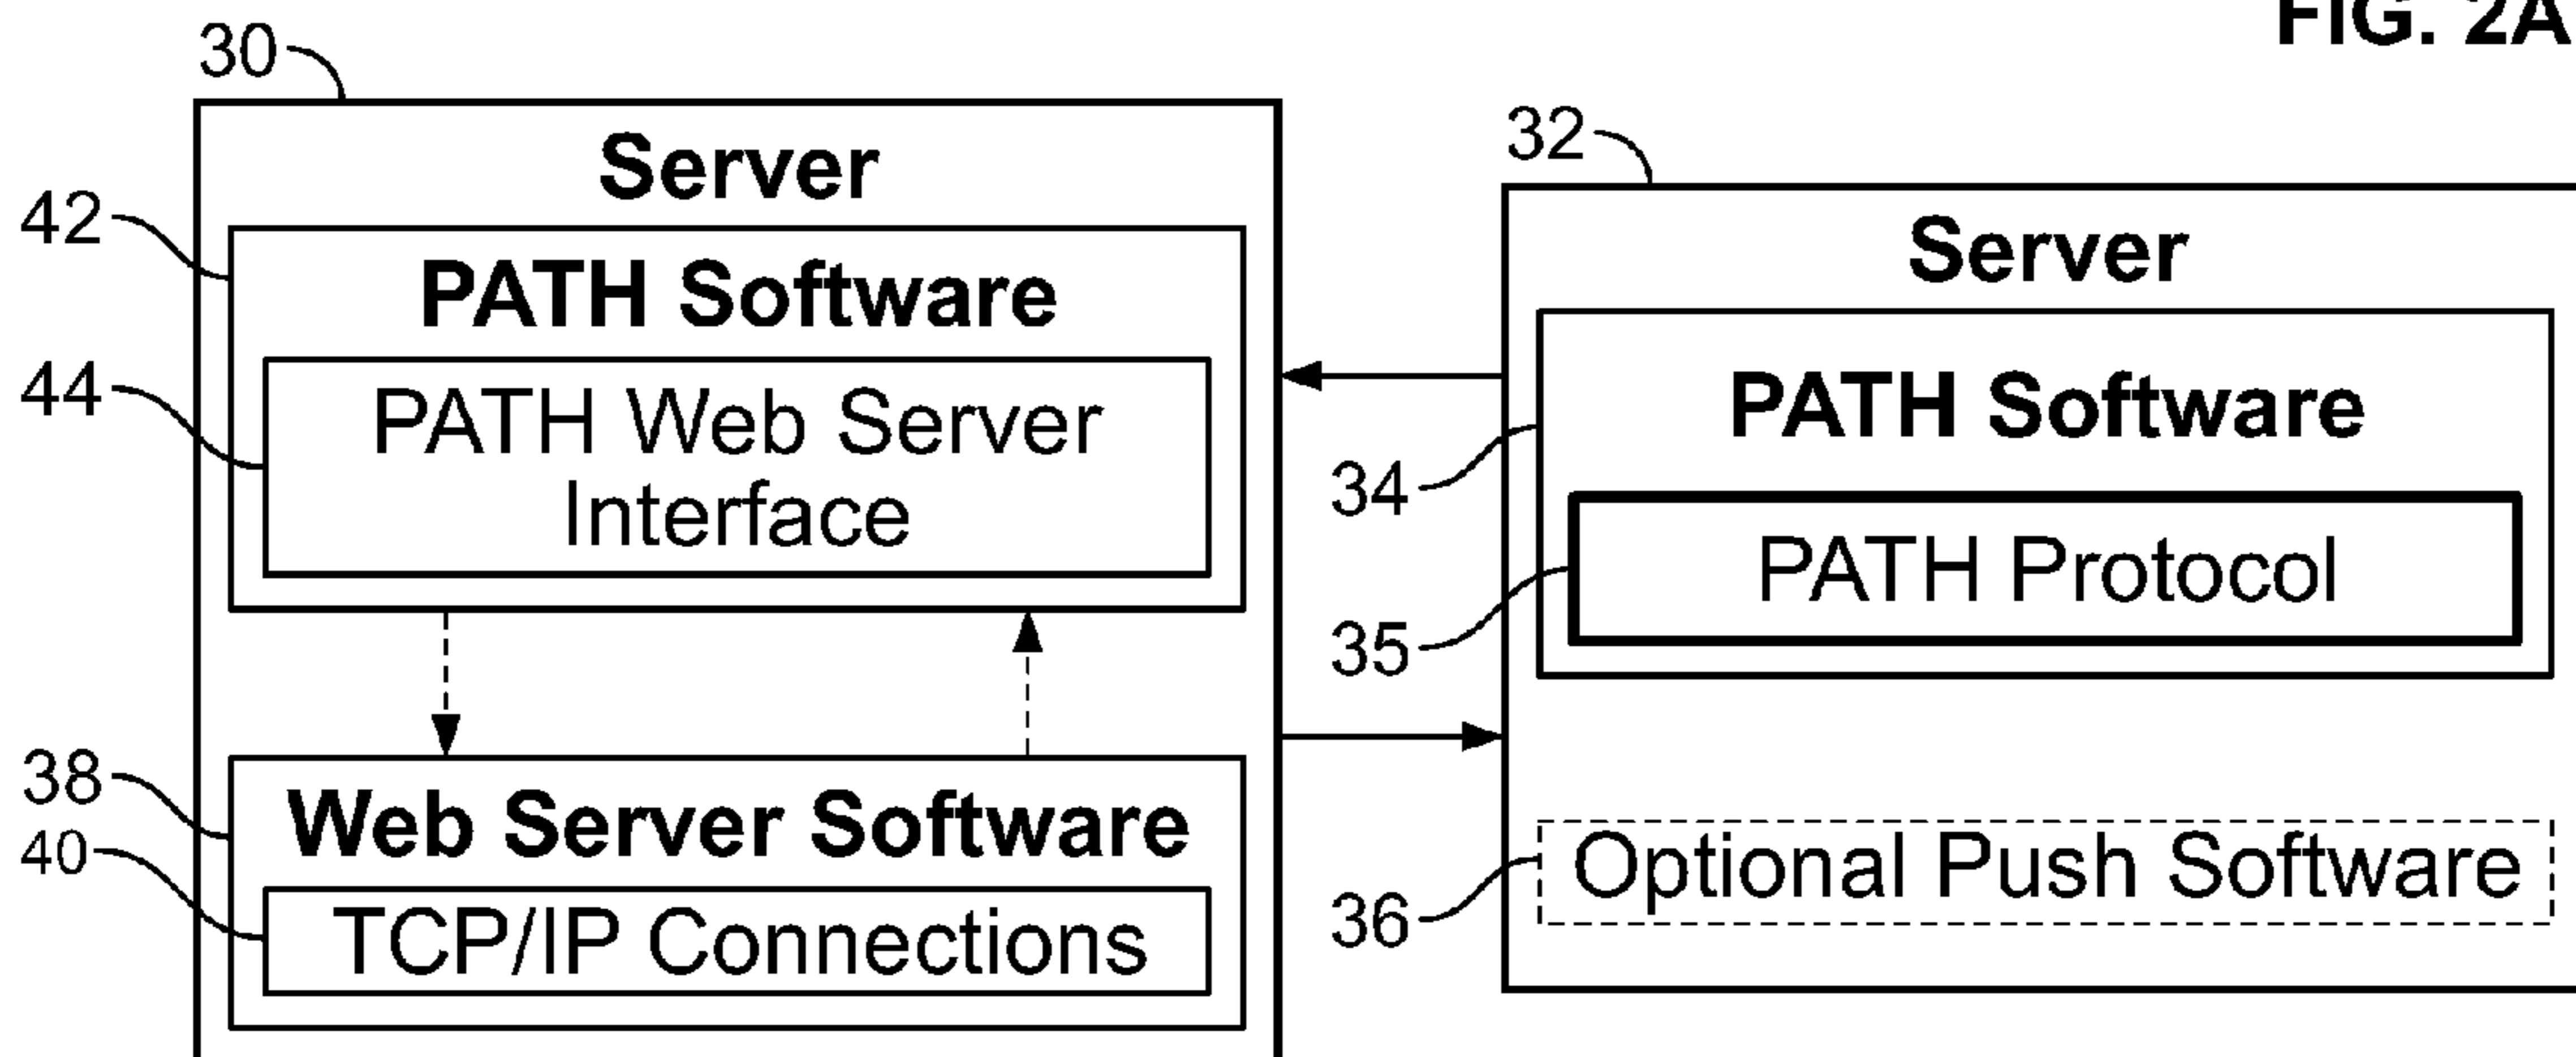 FIG. 2A
30
Server
42
PATH Software
44
PATH Web Server
Interface
38
Web Server Software
40
TCP/IP Connections
32
Server
PATH Software
34
PATH Protocol
35
Optional Push Software
36